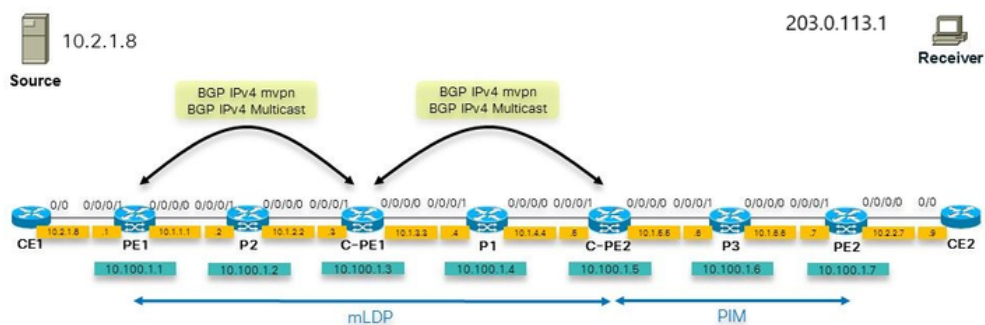 203.0.113.1
10.2.1.8
Source
Receiver
BGP IPv4 mvpn
BGP IPv4 Multicast
BGP IPv4 mvpn
BGP IPv4 Multicast
0/0 0/0/0/1 0/0/0/0 0/0/0/1 0/0/0/0 0/0/0/1 0/0/0/0 0/0/0/1 0/0/0/0 0/0/0/1 0/0/0/0 0/0/0/1 0/0/0/0 0/0/0/1 0/0/0/0 0/0
10.2.1.8 .1 10.1.1.1 .2 10.1.2.2 .3 10.1.3.3 .4 10.1.4.4 .5 10.1.5.5 .6 10.1.6.6 .7 10.2.2.7 .9
CE1 PE1 P2 C-PE1 P1 C-PE2 P3 PE2 CE2
10.100.1.1 10.100.1.2 10.100.1.3 10.100.1.4 10.100.1.5 10.100.1.6 10.100.1.7
mLDP PIM